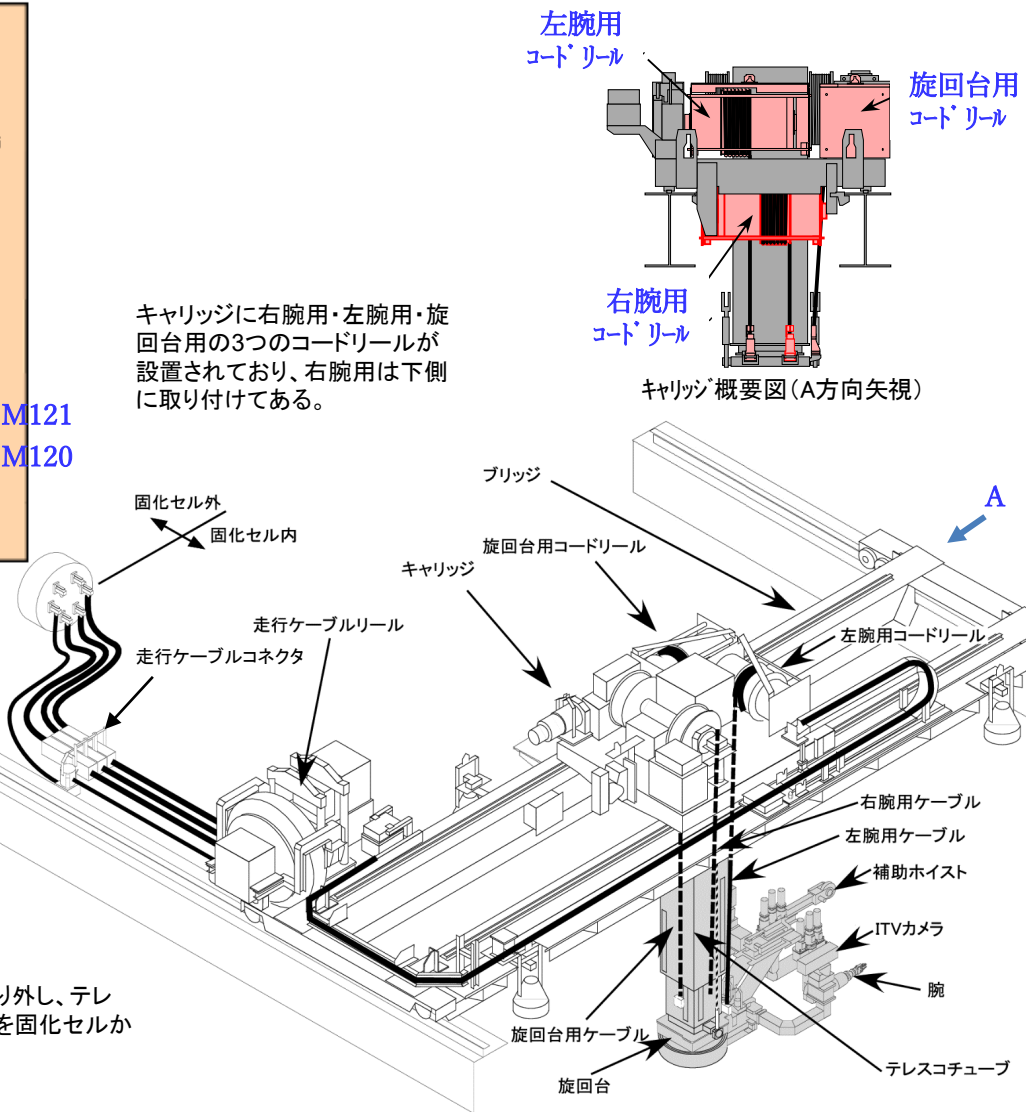 左腕用
コードリール
旋回台用
コードリール
右腕用
コードリール
キャリッジ概要図(A方向矢視)
キャリッジに右腕用・左腕用・旋
回台用の3つのコードリールが
設置されており、右腕用は下側
に取り付けてある。
M121
M120
固化セル外
固化セル内
ブリッジ
A
旋回台用コードリール
キャリッジ
走行ケーブルリール
左腕用コードリール
走行ケーブルコネクタ
右腕用ケーブル
左腕用ケーブル
補助ホイスト
ITVカメラ
腕
り外し、テレ
を固化セルか
旋回台用ケーブル
テレスコチューブ
旋回台